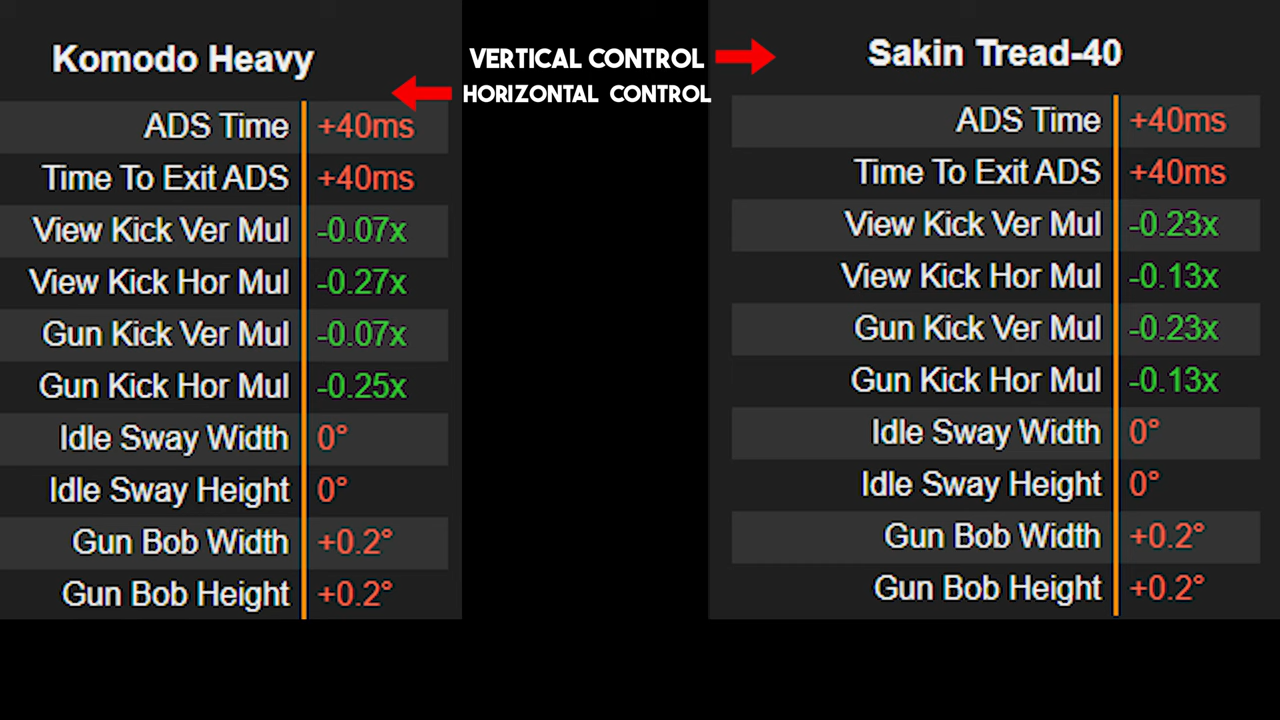 Komodo Heavy
ADS Time +40ms
Time To Exit ADS +40ms
View Kick Ver Mul -0.07x
View Kick Hor Mul -0.27x
Gun Kick Ver Mul -0.07x
Gun Kick Hor Mul -0.25x
Idle Sway Width 0°
Idle Sway Height 0°
Gun Bob Width +0.2°
Gun Bob Height +0.2°
VERTICAL CONTROL
HORIZONTAL CONTROL
Sakin Tread-40
ADS Time +40ms
Time To Exit ADS +40ms
View Kick Ver Mul -0.23x
View Kick Hor Mul -0.13x
Gun Kick Ver Mul -0.23x
Gun Kick Hor Mul -0.13x
Idle Sway Width 0°
Idle Sway Height 0°
Gun Bob Width +0.2°
Gun Bob Height +0.2°